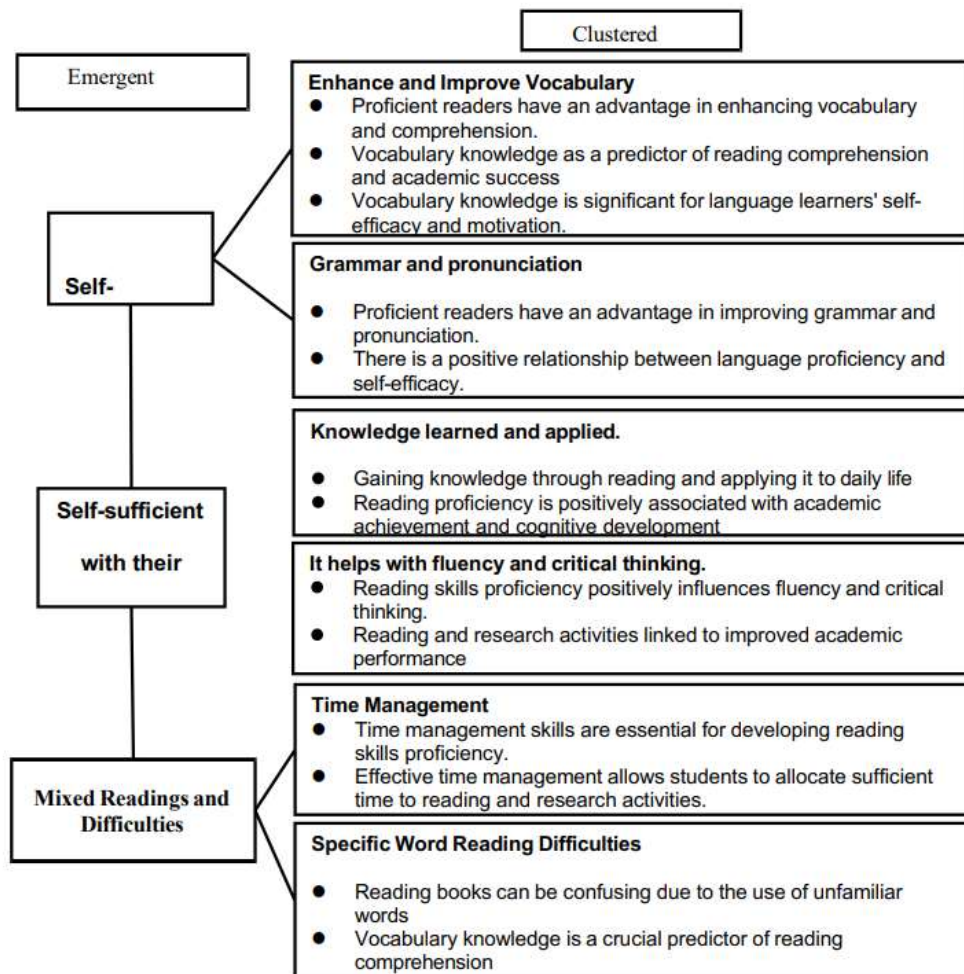 Clustered
Emergent
Enhance and Improve Vocabulary
● Proficient readers have an advantage in enhancing vocabulary
and comprehension.
● Vocabulary knowledge as a predictor of reading comprehension
and academic success
● Vocabulary knowledge is significant for language learners' self-
efficacy and motivation.
Self-
Grammar and pronunciation
● Proficient readers have an advantage in improving grammar and
pronunciation.
● There is a positive relationship between language proficiency and
self-efficacy.
Self-sufficient
with their
Knowledge learned and applied.
● Gaining knowledge through reading and applying it to daily life
● Reading proficiency is positively associated with academic
achievement and cognitive development
It helps with fluency and critical thinking.
● Reading skills proficiency positively influences fluency and critical
thinking.
● Reading and research activities linked to improved academic
performance
Mixed Readings and
Difficulties
Time Management
● Time management skills are essential for developing reading
skills proficiency.
● Effective time management allows students to allocate sufficient
time to reading and research activities.
Specific Word Reading Difficulties
● Reading books can be confusing due to the use of unfamiliar
words
● Vocabulary knowledge is a crucial predictor of reading
comprehension